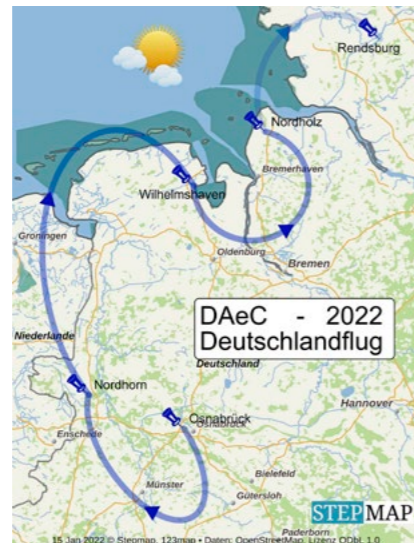 Rendsburg
Nordholz
Bremerhaven
Wilhelmshaven
Groningen
Oldenburg
Bremen
DAeC - 2022
Deutschlandflug
Niederlande
Deutschland
Nordhorn
Hannover
Osnabrück
Osnabrück
Enschede
Bielefeld
Münster
Gütersloh
STEPMAP
Paderborn
15 Jan 2022 © Stepmap, 123map • Daten: OpenStreetMap, Lizenz ODbL 1.0